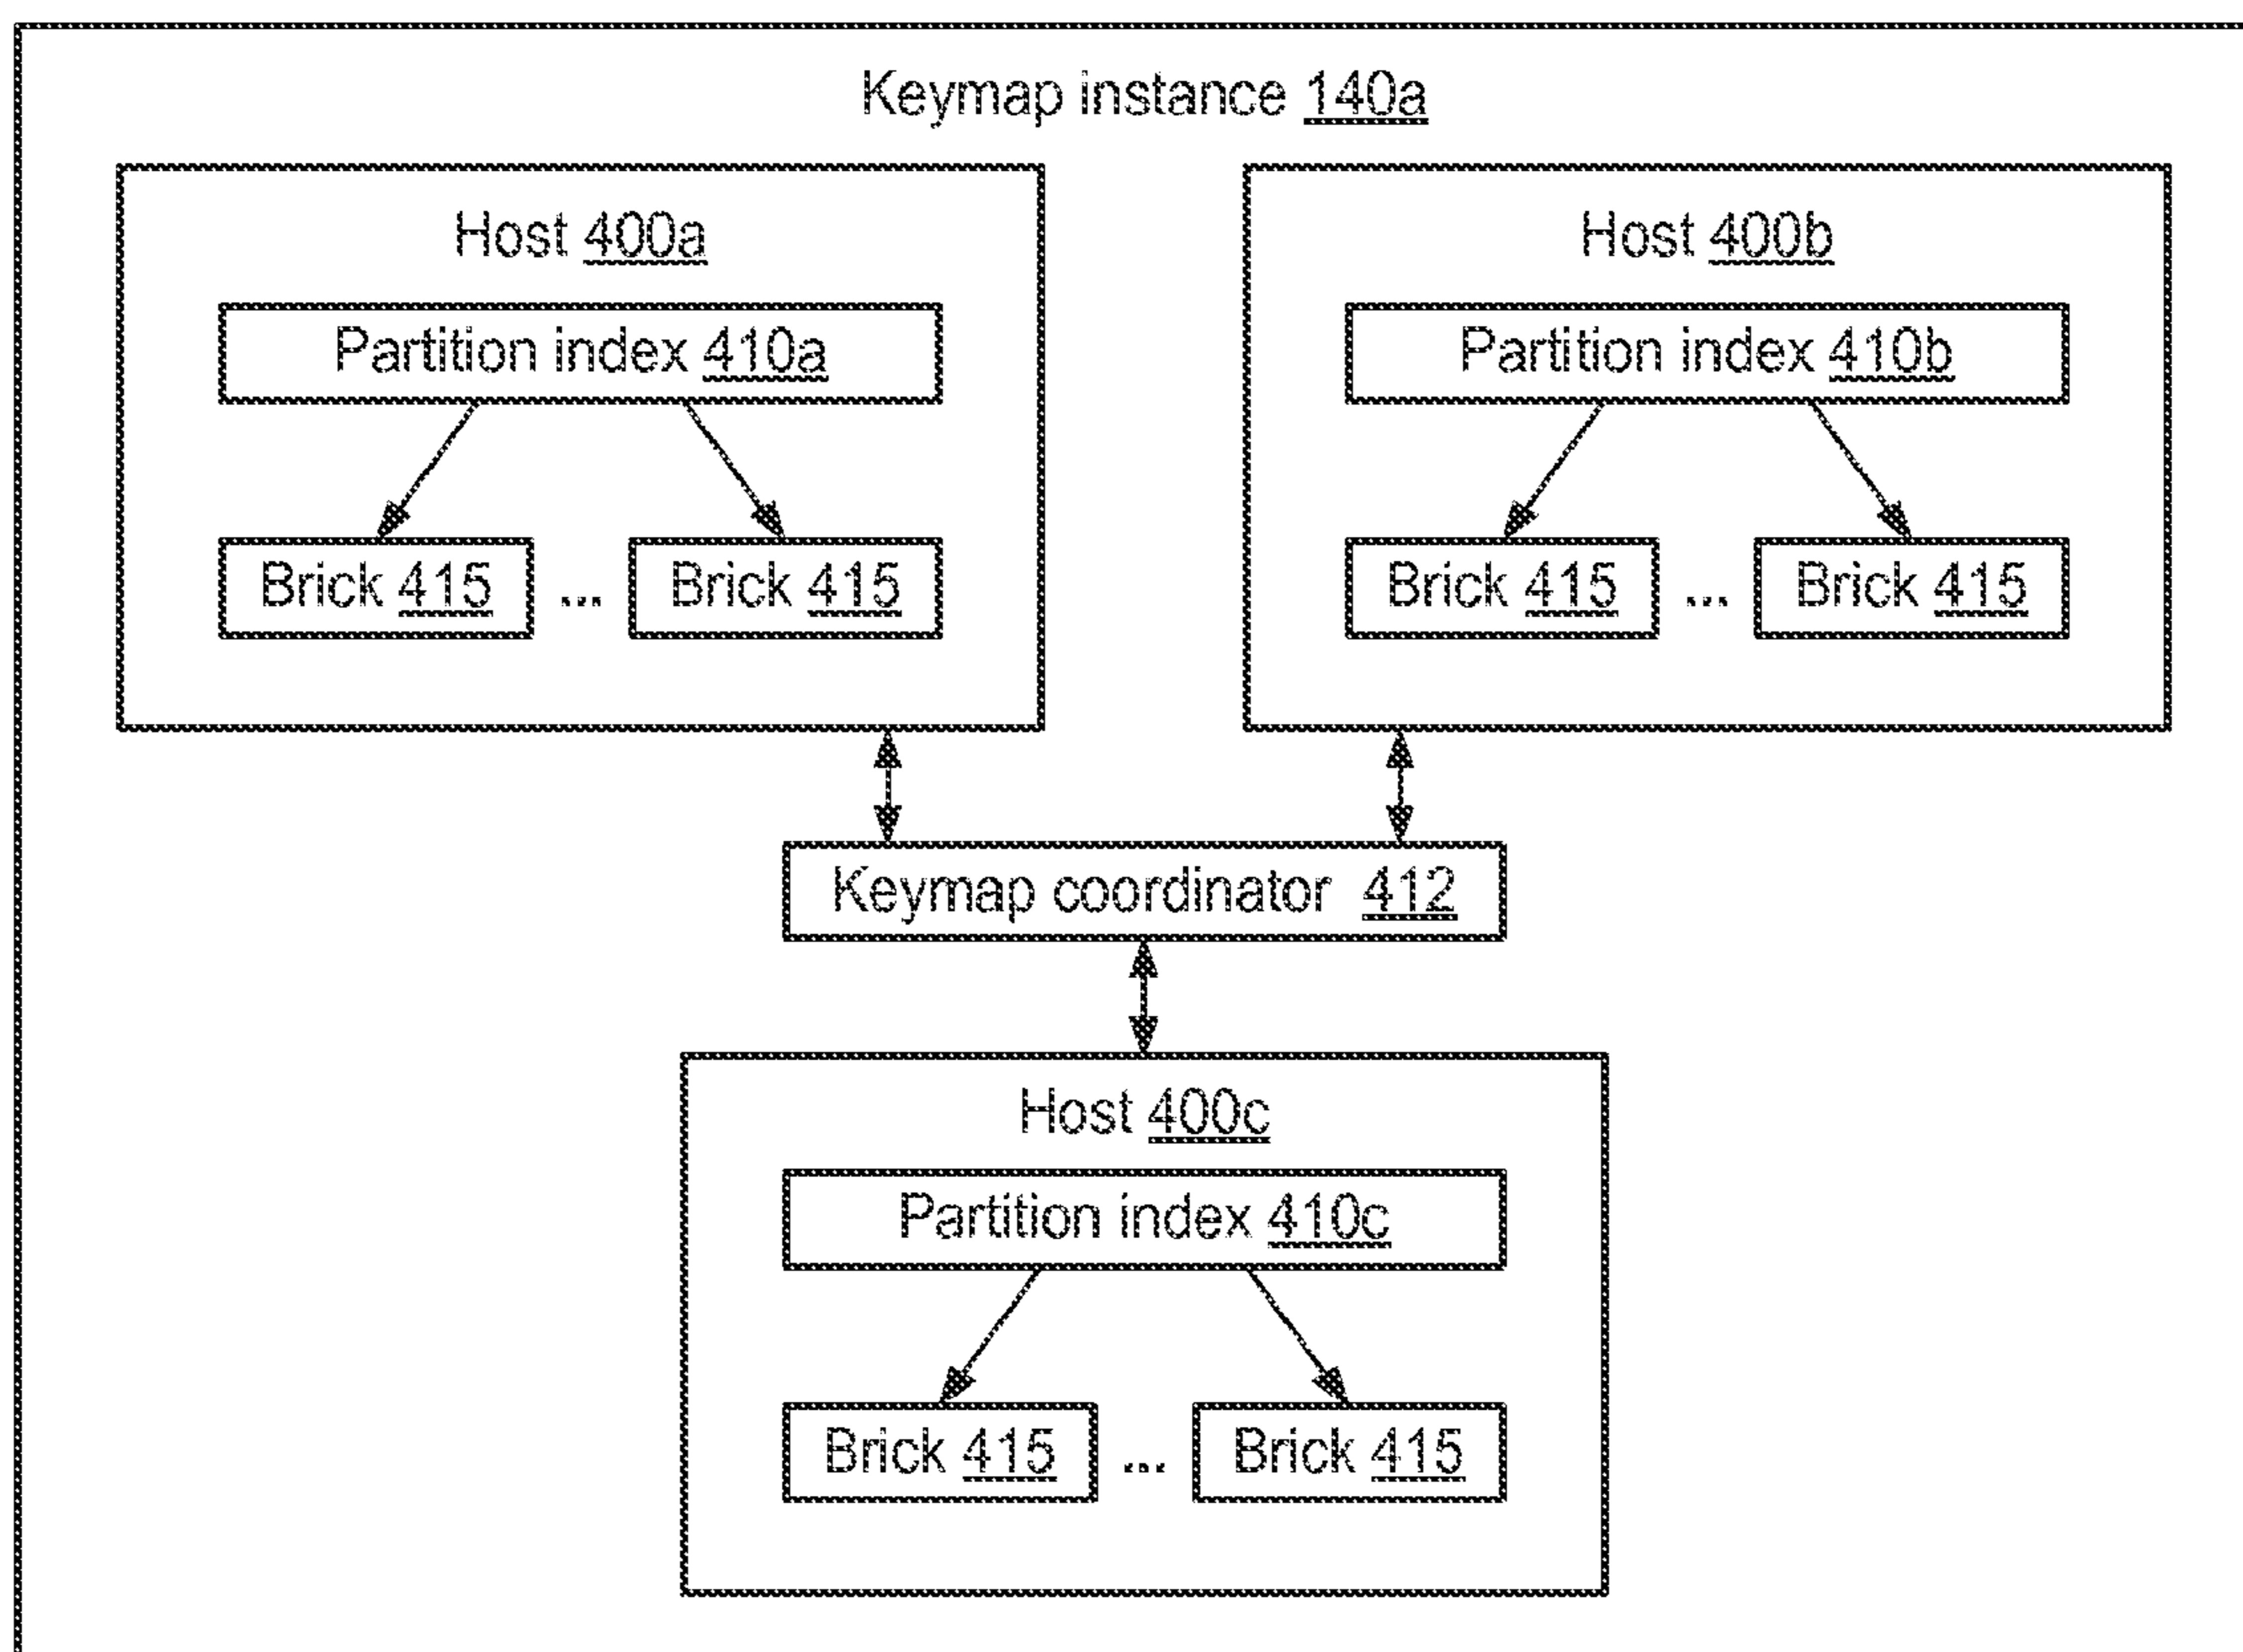 Keymap instance 140a
Host 400a
Partition index 410a
Brick 415 ... Brick 415
Host 400b
Partition index 410b
Brick 415 ... Brick 415
Keymap coordinator 412
Host 400c
Partition index 410c
Brick 415 ... Brick 415